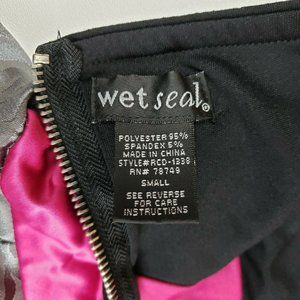 wet seal®
POLYESTER 95%
SPANDEX 5%
MADE IN CHINA
STYLE#RCD-1338
RN# 78749
SMALL
SEE REVERSE
FOR CARE
INSTRUCTIONS